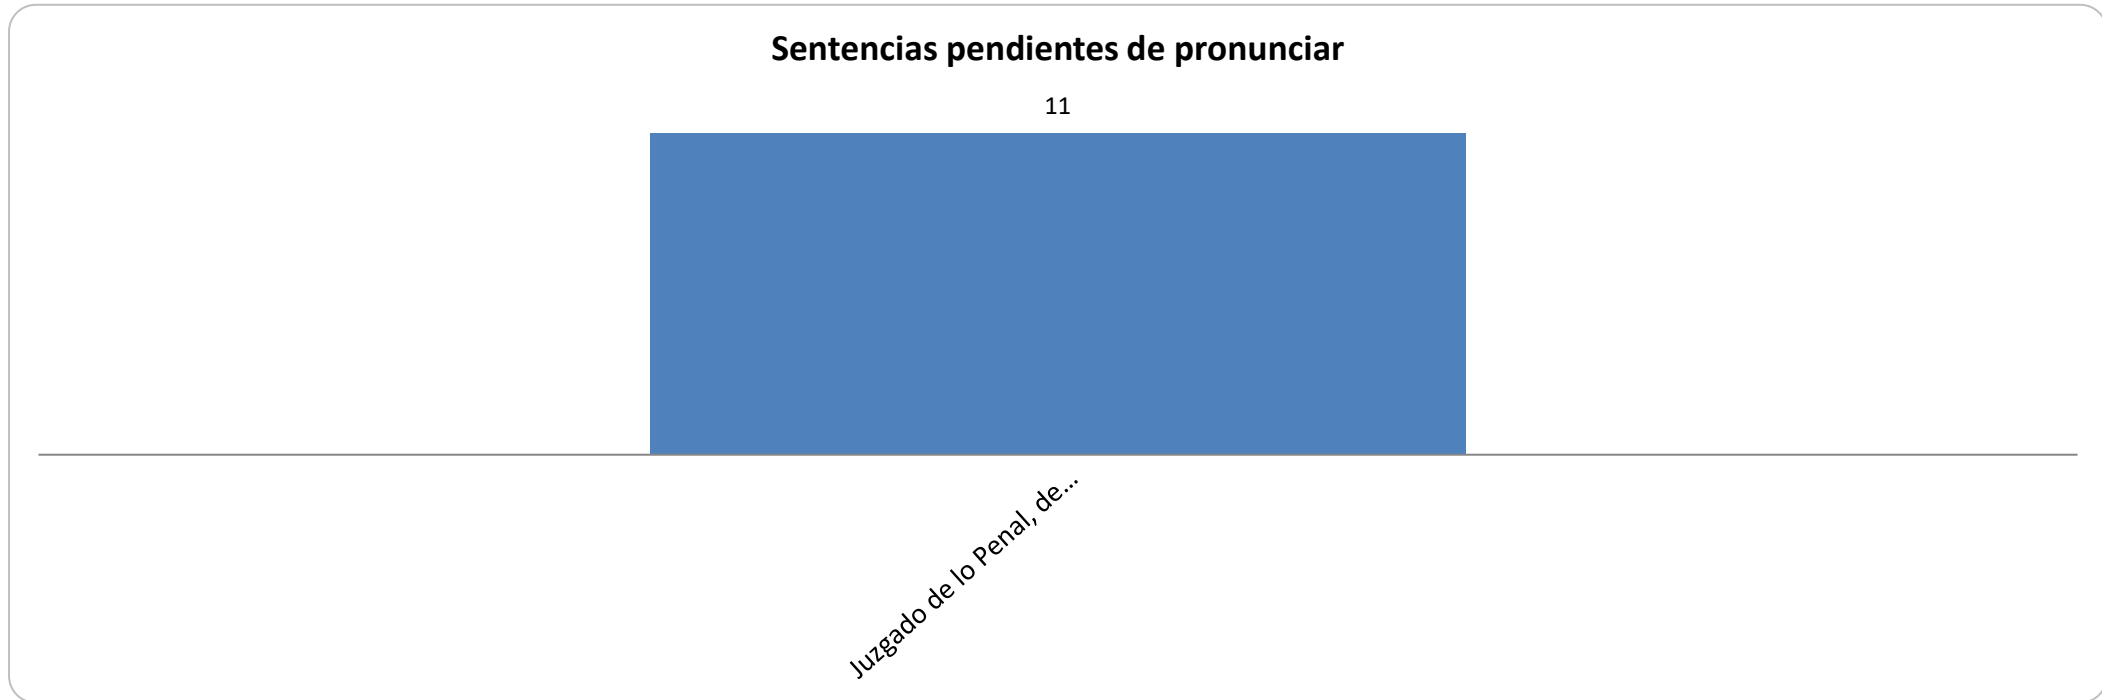 Sentencias pendientes de pronunciar
11
Juzgado de lo Penal, de...